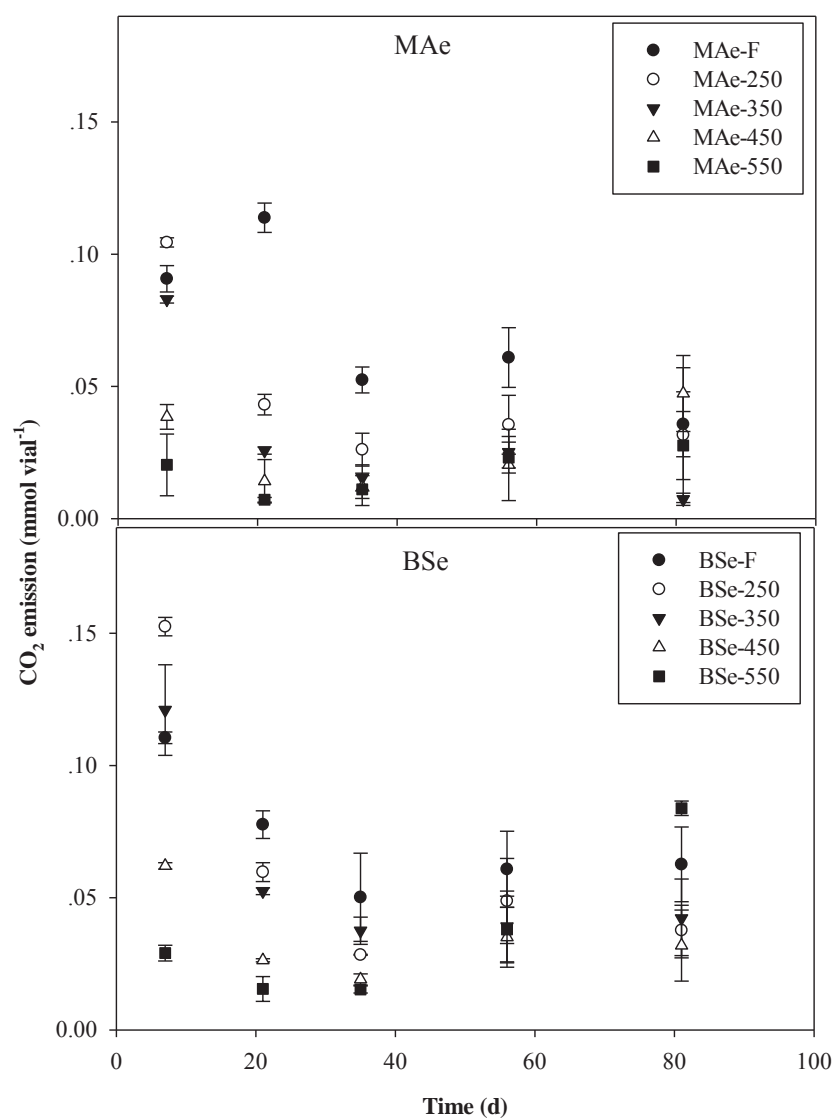 MAe
MAe-F
MAe-250
MAe-350
MAe-450
MAe-550
.15
.10
.05
0.00
BSe
BSe-F
BSe-250
BSe-350
BSe-450
BSe-550
.15
.10
.05
0.00
CO₂ emission (mmol vial⁻¹)
0 20 40 60 80 100
Time (d)